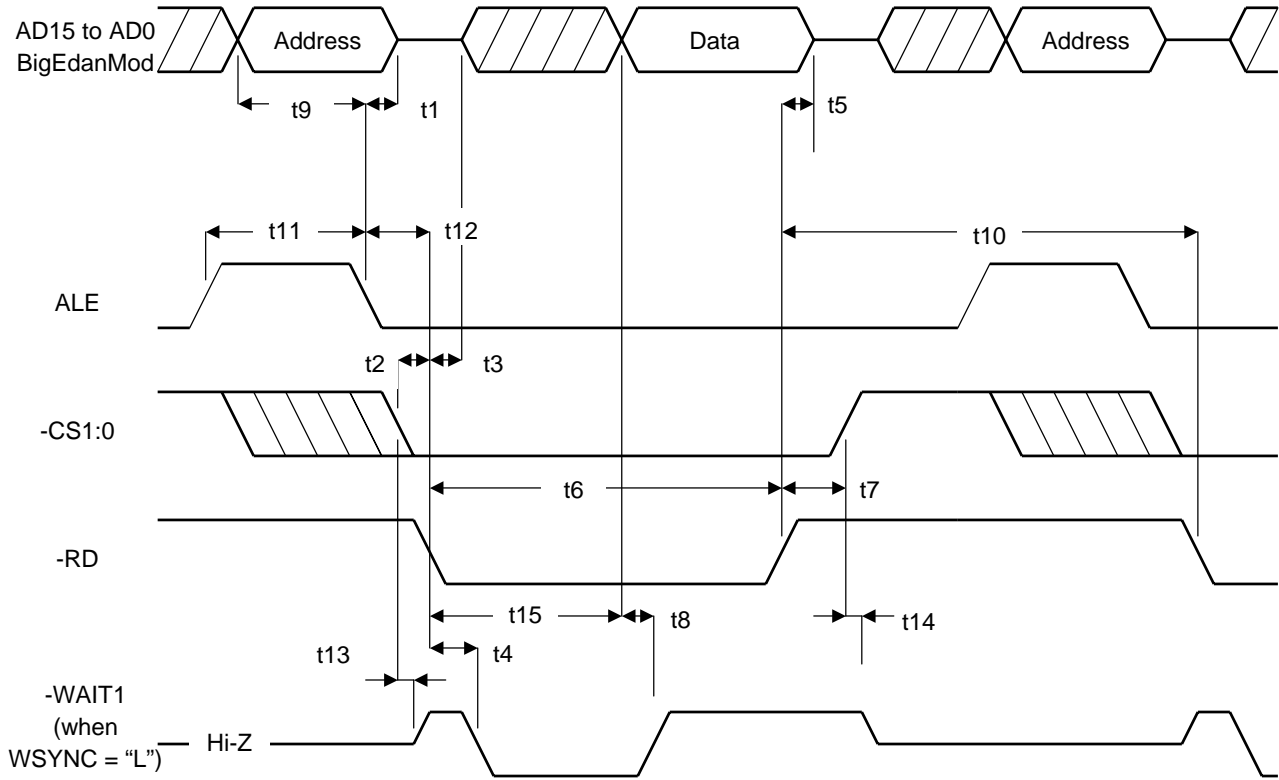 AD15 to AD0
BigEdanMod
Address
Data
Address
t9
t1
t5
t11
t12
t10
ALE
t2
t3
-CS1:0
t6
t7
-RD
t15
t8
t14
t13
t4
-WAIT1
(when
WSYNC = “L”)
Hi-Z